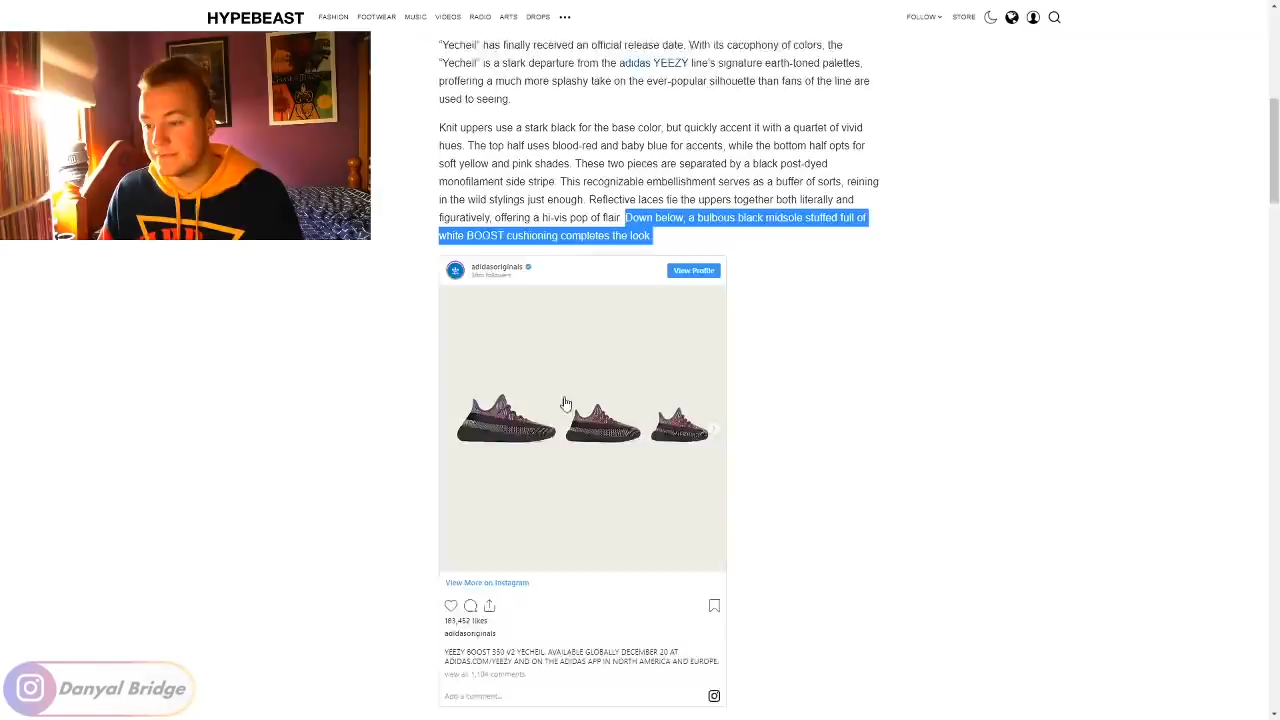 HYPEBEAST
FASHION FOOTWEAR MUSIC VIDEOS RADIO ARTS DROPS •••
FOLLOW STORE
"Yecheil" has finally received an official release date. With its cacophony of colors, the
"Yecheil" is a stark departure from the adidas YEEZY line's signature earth-toned palettes,
proffering a much more splashy take on the ever-popular silhouette than fans of the line are
used to seeing.
Knit uppers use a stark black for the base color, but quickly accent it with a quartet of vivid
hues. The top half uses blood-red and baby blue for accents, while the bottom half opts for
soft yellow and pink shades. These two pieces are separated by a black post-dyed
monofilament side stripe. This recognizable embellishment serves as a buffer of sorts, reining
in the wild stylings just enough. Reflective laces tie the uppers together both literally and
figuratively, offering a hi-vis pop of flair. Down below, a bulbous black midsole stuffed full of
white BOOST cushioning completes the look.
adidasoriginals
View Profile
View More on Instagram
183,452 likes
adidasoriginals
YEEZY BOOST 350 V2 YECHEIL. AVAILABLE GLOBALLY DECEMBER 20 AT
ADIDAS.COM/YEEZY AND ON THE ADIDAS APP IN NORTH AMERICA AND EUROPE.
view all 1,104 comments
Add a comment...
Danyal Bridge